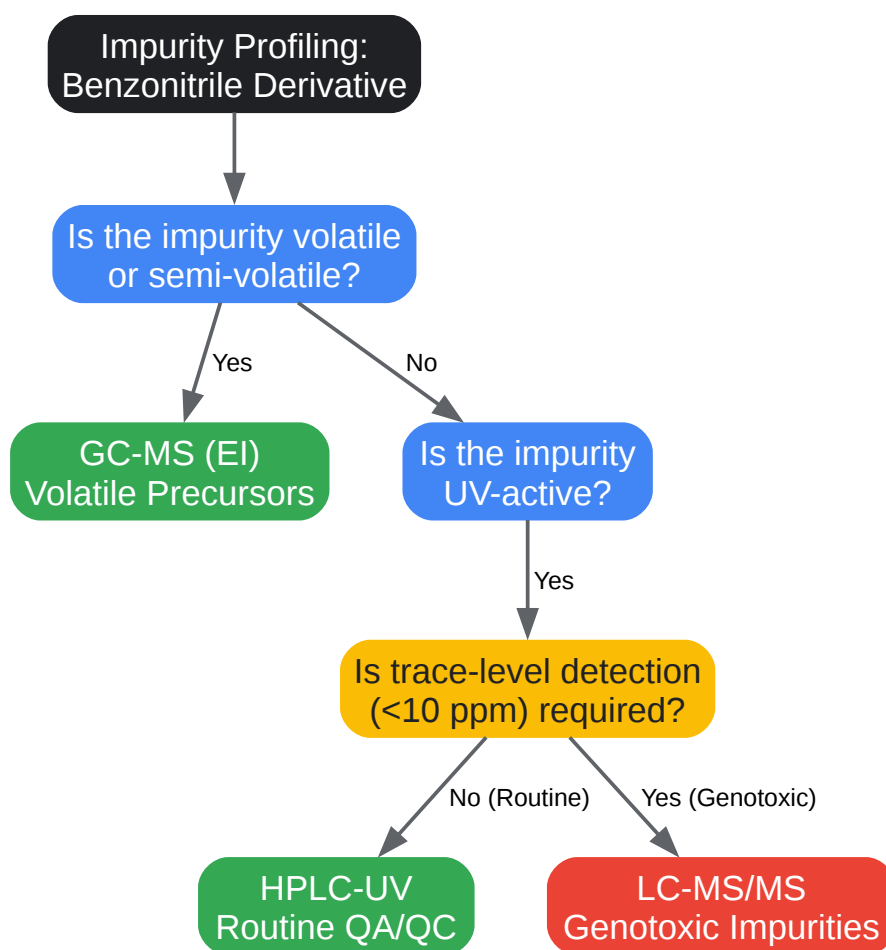 Impurity Profiling:
Benzonitrile Derivative
Is the impurity volatile
or semi-volatile?
Yes
No
GC-MS (EI)
Volatile Precursors
Is the impurity
UV-active?
Yes
Is trace-level detection
(<10 ppm) required?
No (Routine)
Yes (Genotoxic)
HPLC-UV
Routine QA/QC
LC-MS/MS
Genotoxic Impurities